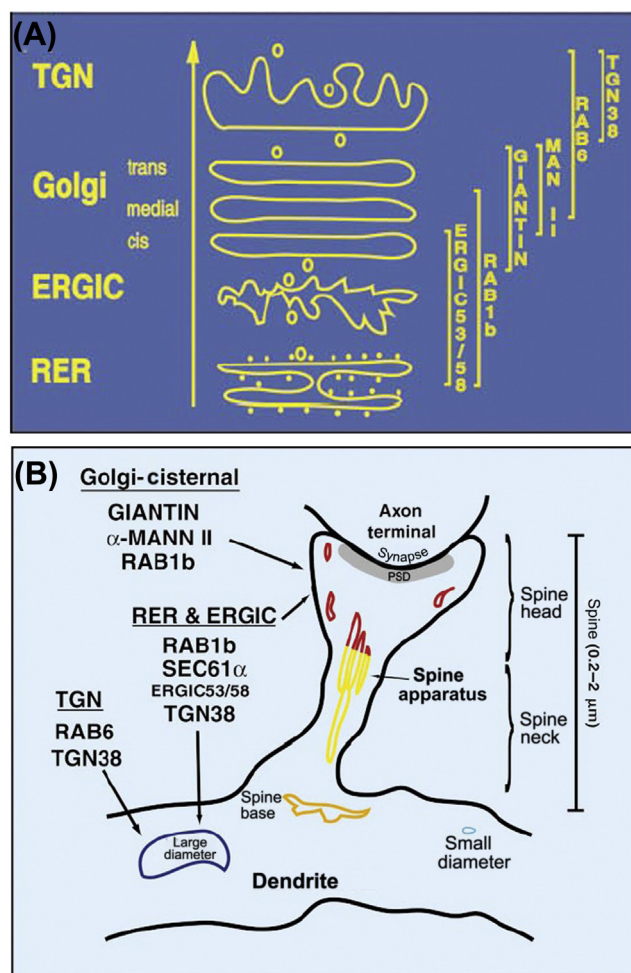 (A)
TGN
Golgi
trans
medial
cis
ERGIC
RER
ERGIC53/58
RAB1b
GIANTIN
MAN II
RAB6
TGN38
(B)
Golgi-cisternal
GIANTIN
α-MANN II
RAB1b
RER & ERGIC
RAB1b
SEC61α
ERGIC53/58
TGN38
TGN
RAB6
TGN38
Axon
terminal
Synapse
PSD
Spine
head
Spine
apparatus
Spine
neck
Spine (0.2–2 μm)
Spine
base
Large
diameter
Small
diameter
Dendrite